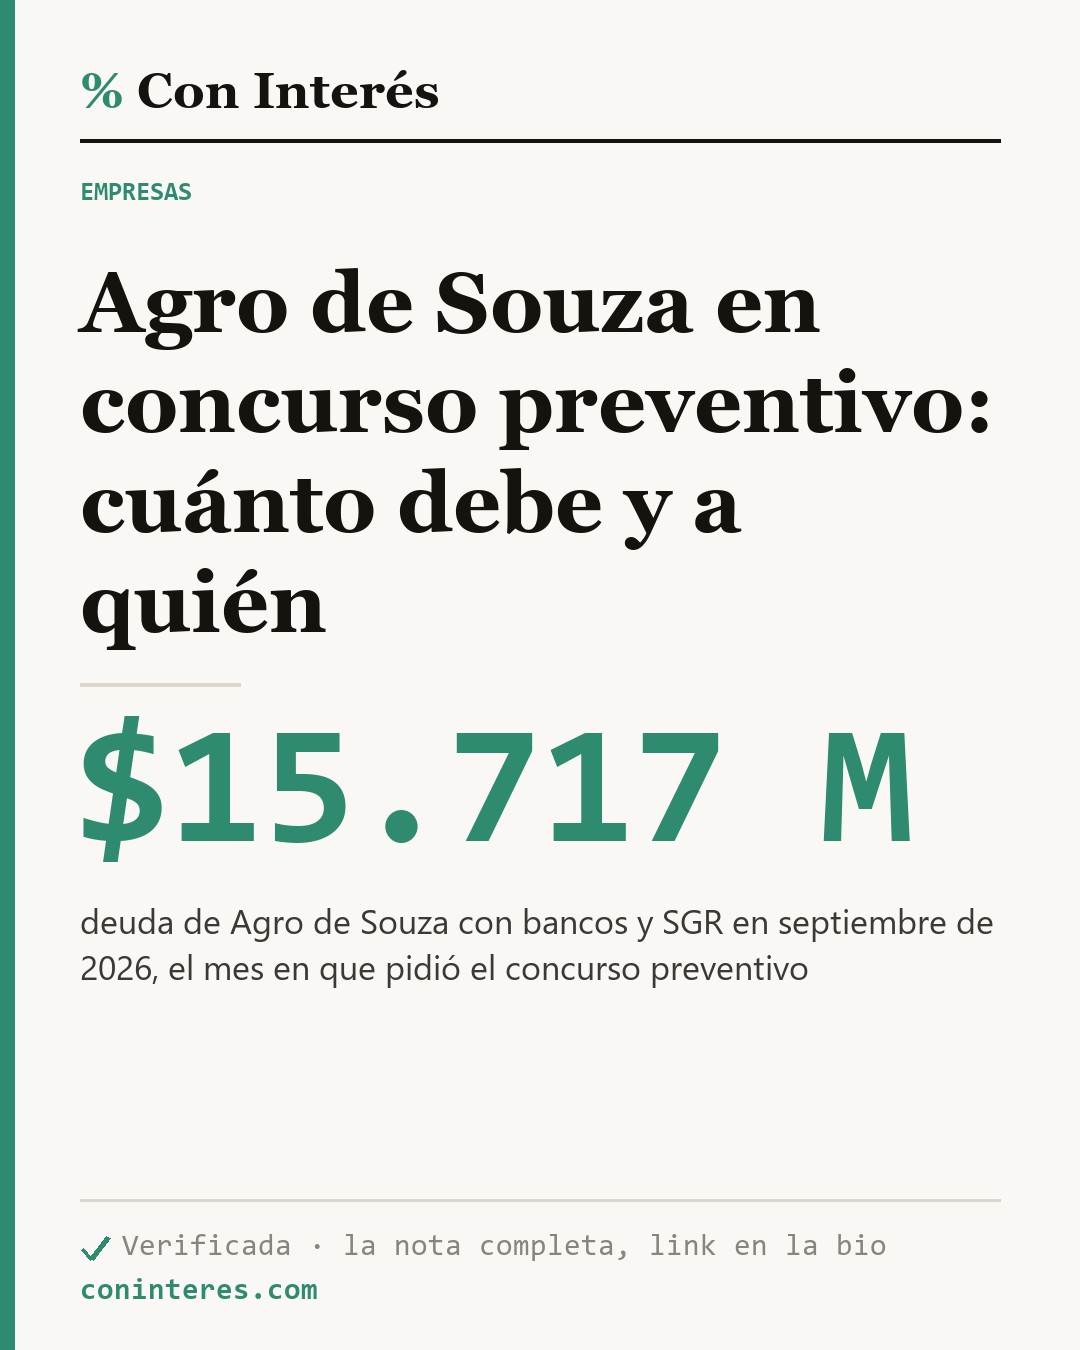 % Con Interés
EMPRESAS
Agro de Souza en
concurso preventivo:
cuánto debe y a
quién
$15.717 M
deuda de Agro de Souza con bancos y SGR en septiembre de
2026, el mes en que pidió el concurso preventivo
✓ Verificada · la nota completa, link en la bio
coninteres.com